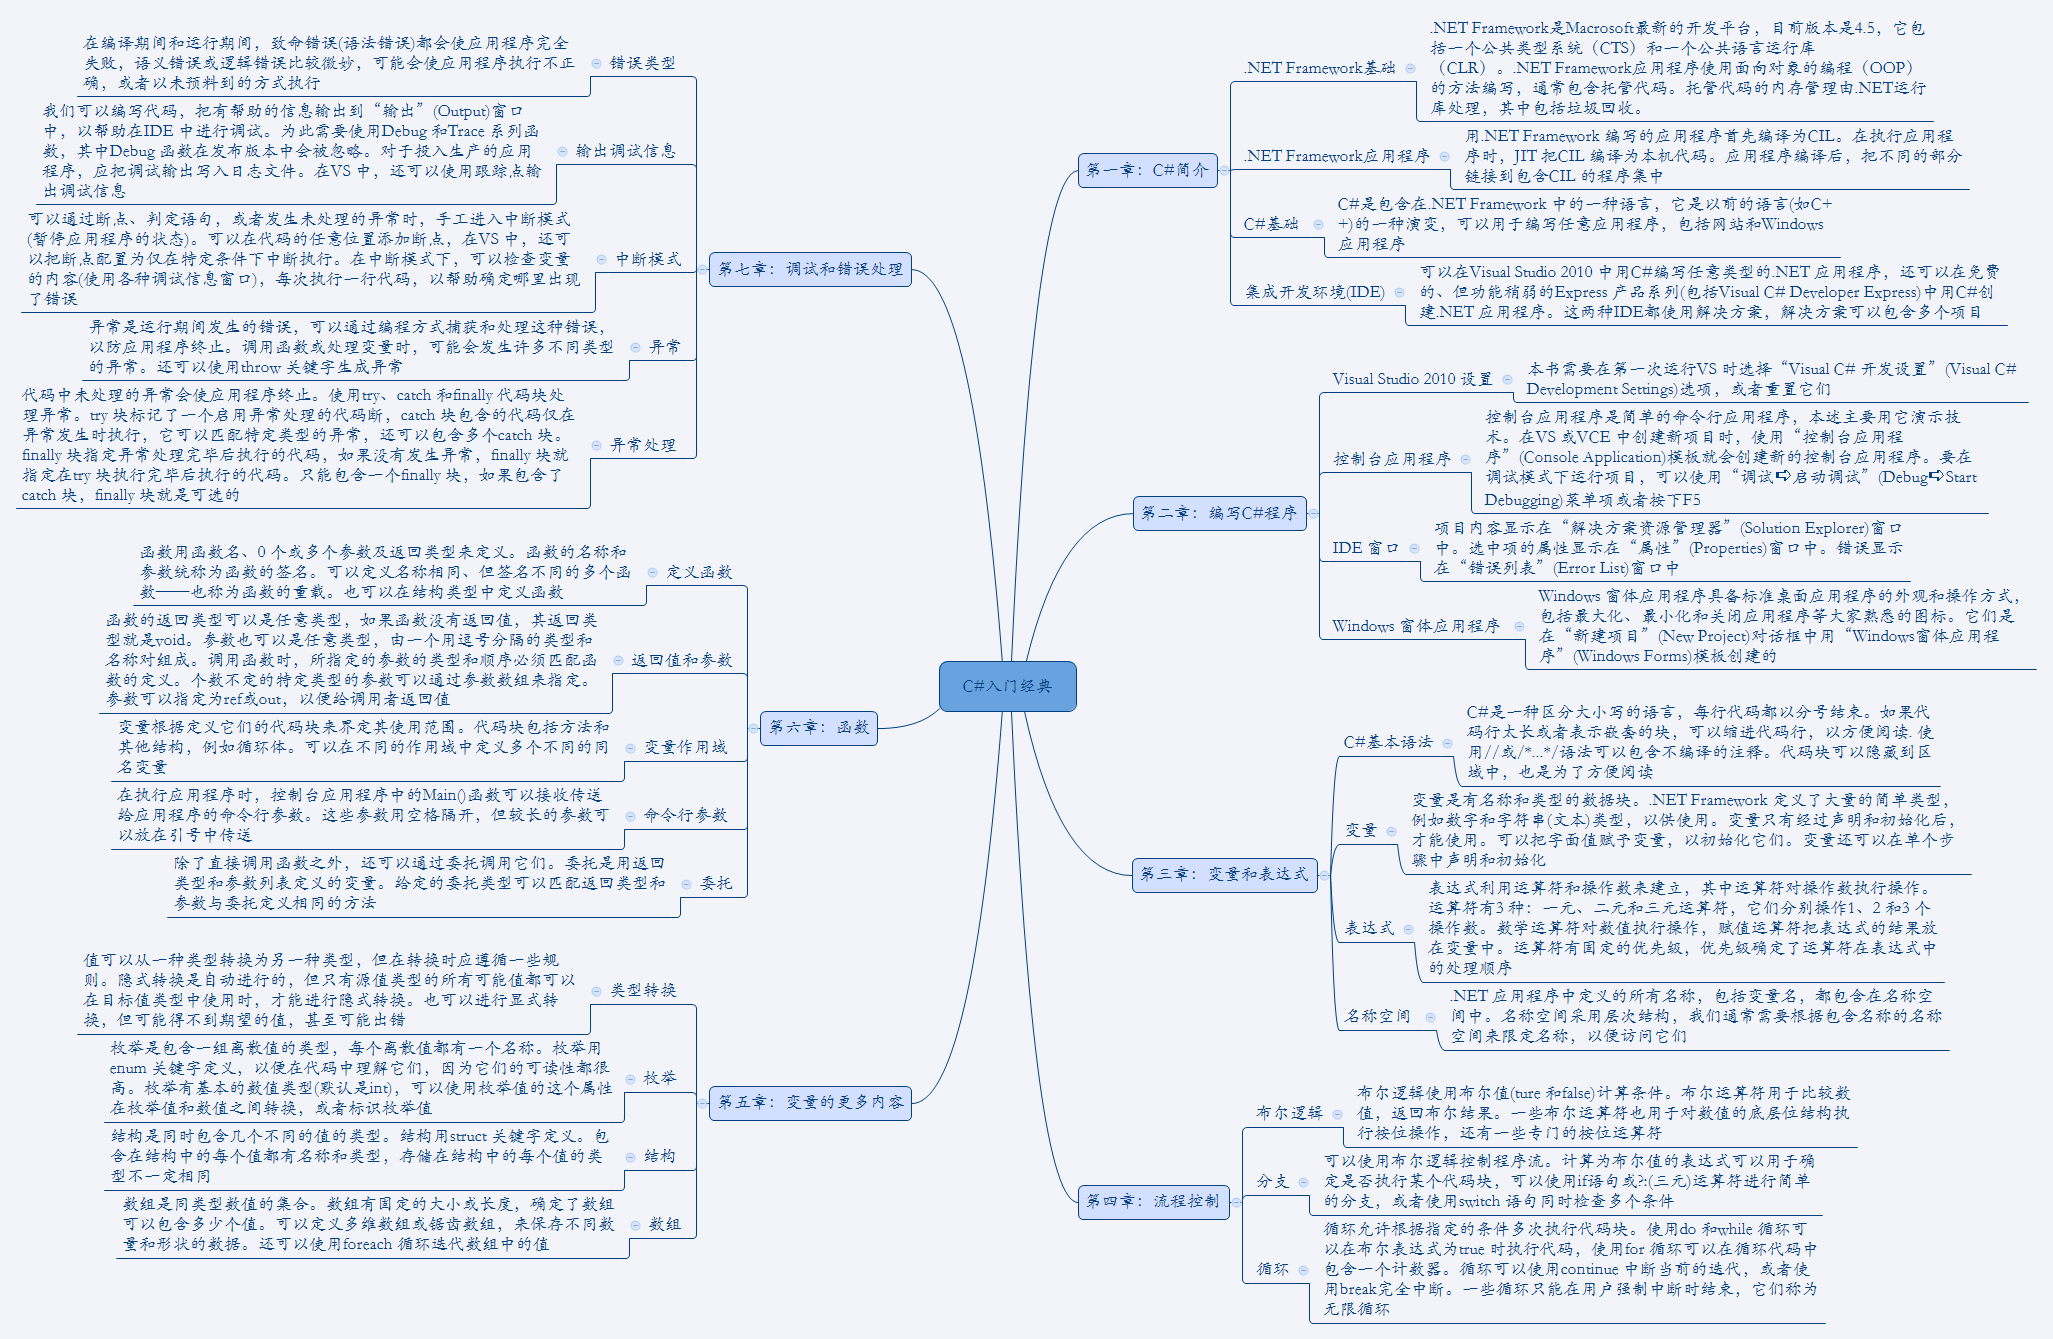 C#入门经典
第一章：C#简介
.NET Framework基础
.NET Framework是Macrosoft最新的开发平台，目前版本是4.5，它包
括一个公共类型系统（CTS）和一个公共语言运行库
（CLR）。.NET Framework应用程序使用面向对象的编程（OOP）
的方法编写，通常包含托管代码。托管代码的内存管理由.NET运行
库处理，其中包括垃圾回收。
.NET Framework应用程序
用.NET Framework 编写的应用程序首先编译为CIL。在执行应用程
序时，JIT 把CIL 编译为本机代码。应用程序编译后，把不同的部分
链接到包含CIL 的程序集中
C#基础
C#是包含在.NET Framework 中的一种语言，它是以前的语言(如C+
+)的一种演变，可以用于编写任意应用程序，包括网站和Windows
应用程序
集成开发环境(IDE)
可以在Visual Studio 2010 中用C#编写任意类型的.NET 应用程序，还可以在免费
的、但功能稍弱的Express 产品系列(包括Visual C# Developer Express)中用C#创
建.NET 应用程序。这两种IDE都使用解决方案，解决方案可以包含多个项目
第二章：编写C#程序
Visual Studio 2010 设置
本书需要在第一次运行VS 时选择“Visual C# 开发设置”(Visual C#
Development Settings)选项，或者重置它们
控制台应用程序
控制台应用程序是简单的命令行应用程序，本述主要用它演示技
术。在VS 或VCE 中创建新项目时，使用“控制台应用程
序”(Console Application)模板就会创建新的控制台应用程序。要在
调试模式下运行项目，可以使用“调试➪启动调试”(Debug➪Start
Debugging)菜单项或者按下F5
IDE 窗口
项目内容显示在“解决方案资源管理器”(Solution Explorer)窗口
中。选中项的属性显示在“属性”(Properties)窗口中。错误显示
在“错误列表”(Error List)窗口中
Windows 窗体应用程序
Windows 窗体应用程序具备标准桌面应用程序的外观和操作方式，
包括最大化、最小化和关闭应用程序等大家熟悉的图标。它们是
在“新建项目”(New Project)对话框中用“Windows窗体应用程
序”(Windows Forms)模板创建的
第三章：变量和表达式
C#基本语法
C#是一种区分大小写的语言，每行代码都以分号结束。如果代
码行太长或者表示嵌套的块，可以缩进代码行，以方便阅读. 使
用//或/*...*/语法可以包含不编译的注释。代码块可以隐藏到区
域中，也是为了方便阅读
变量
变量是有名称和类型的数据块。.NET Framework 定义了大量的简单类型，
例如数字和字符串(文本)类型，以供使用。变量只有经过声明和初始化后，
才能使用。可以把字面值赋予变量，以初始化它们。变量还可以在单个步
骤中声明和初始化
表达式
表达式利用运算符和操作数来建立，其中运算符对操作数执行操作。
运算符有3 种：一元、二元和三元运算符，它们分别操作1、2 和3 个
操作数。数学运算符对数值执行操作，赋值运算符把表达式的结果放
在变量中。运算符有固定的优先级，优先级确定了运算符在表达式中
的处理顺序
名称空间
.NET 应用程序中定义的所有名称，包括变量名，都包含在名称空
间中。名称空间采用层次结构，我们通常需要根据包含名称的名称
空间来限定名称，以便访问它们
第四章：流程控制
布尔逻辑
布尔逻辑使用布尔值(ture 和false)计算条件。布尔运算符用于比较数
值，返回布尔结果。一些布尔运算符也用于对数值的底层位结构执
行按位操作，还有一些专门的按位运算符
分支
可以使用布尔逻辑控制程序流。计算为布尔值的表达式可以用于确
定是否执行某个代码块，可以使用if语句或?:(三元)运算符进行简单
的分支，或者使用switch 语句同时检查多个条件
循环
循环允许根据指定的条件多次执行代码块。使用do 和while 循环可
以在布尔表达式为true 时执行代码，使用for 循环可以在循环代码中
包含一个计数器。循环可以使用continue 中断当前的迭代，或者使
用break完全中断。一些循环只能在用户强制中断时结束，它们称为
无限循环
第五章：变量的更多内容
类型转换
值可以从一种类型转换为另一种类型，但在转换时应遵循一些规
则。隐式转换是自动进行的，但只有源值类型的所有可能值都可以
在目标值类型中使用时，才能进行隐式转换。也可以进行显式转
换，但可能得不到期望的值，甚至可能出错
枚举
枚举是包含一组离散值的类型，每个离散值都有一个名称。枚举用
enum 关键字定义，以便在代码中理解它们，因为它们的可读性都很
高。枚举有基本的数值类型(默认是int)，可以使用枚举值的这个属性
在枚举值和数值之间转换，或者标识枚举值
结构
结构是同时包含几个不同的值的类型。结构用struct 关键字定义。包
含在结构中的每个值都有名称和类型，存储在结构中的每个值的类
型不一定相同
数组
数组是同类型数值的集合。数组有固定的大小或长度，确定了数组
可以包含多少个值。可以定义多维数组或锯齿数组，来保存不同数
量和形状的数据。还可以使用foreach 循环迭代数组中的值
第六章：函数
定义函数
函数用函数名、0 个或多个参数及返回类型来定义。函数的名称和
参数统称为函数的签名。可以定义名称相同、但签名不同的多个函
数——也称为函数的重载。也可以在结构类型中定义函数
返回值和参数
函数的返回类型可以是任意类型，如果函数没有返回值，其返回类
型就是void。参数也可以是任意类型，由一个用逗号分隔的类型和
名称对组成。调用函数时，所指定的参数的类型和顺序必须匹配函
数的定义。个数不定的特定类型的参数可以通过参数数组来指定。
参数可以指定为ref或out，以便给调用者返回值
变量作用域
变量根据定义它们的代码块来界定其使用范围。代码块包括方法和
其他结构，例如循环体。可以在不同的作用域中定义多个不同的同
名变量
命令行参数
在执行应用程序时，控制台应用程序中的Main()函数可以接收传送
给应用程序的命令行参数。这些参数用空格隔开，但较长的参数可
以放在引号中传送
委托
除了直接调用函数之外，还可以通过委托调用它们。委托是用返回
类型和参数列表定义的变量。给定的委托类型可以匹配返回类型和
参数与委托定义相同的方法
第七章：调试和错误处理
错误类型
在编译期间和运行期间，致命错误(语法错误)都会使应用程序完全
失败，语义错误或逻辑错误比较微妙，可能会使应用程序执行不正
确，或者以未预料到的方式执行
输出调试信息
我们可以编写代码，把有帮助的信息输出到“输出”(Output)窗口
中，以帮助在IDE 中进行调试。为此需要使用Debug 和Trace 系列函
数，其中Debug 函数在发布版本中会被忽略。对于投入生产的应用
程序，应把调试输出写入日志文件。在VS 中，还可以使用跟踪点输
出调试信息
中断模式
可以通过断点、判定语句，或者发生未处理的异常时，手工进入中断模式
(暂停应用程序的状态)。可以在代码的任意位置添加断点，在VS 中，还可
以把断点配置为仅在特定条件下中断执行。在中断模式下，可以检查变量
的内容(使用各种调试信息窗口)，每次执行一行代码，以帮助确定哪里出现
了错误
异常
异常是运行期间发生的错误，可以通过编程方式捕获和处理这种错误，
以防应用程序终止。调用函数或处理变量时，可能会发生许多不同类型
的异常。还可以使用throw 关键字生成异常
异常处理
代码中未处理的异常会使应用程序终止。使用try、catch 和finally 代码块处
理异常。try 块标记了一个启用异常处理的代码断，catch 块包含的代码仅在
异常发生时执行，它可以匹配特定类型的异常，还可以包含多个catch 块。
finally 块指定异常处理完毕后执行的代码，如果没有发生异常，finally 块就
指定在try 块执行完毕后执行的代码。只能包含一个finally 块，如果包含了
catch 块，finally 块就是可选的